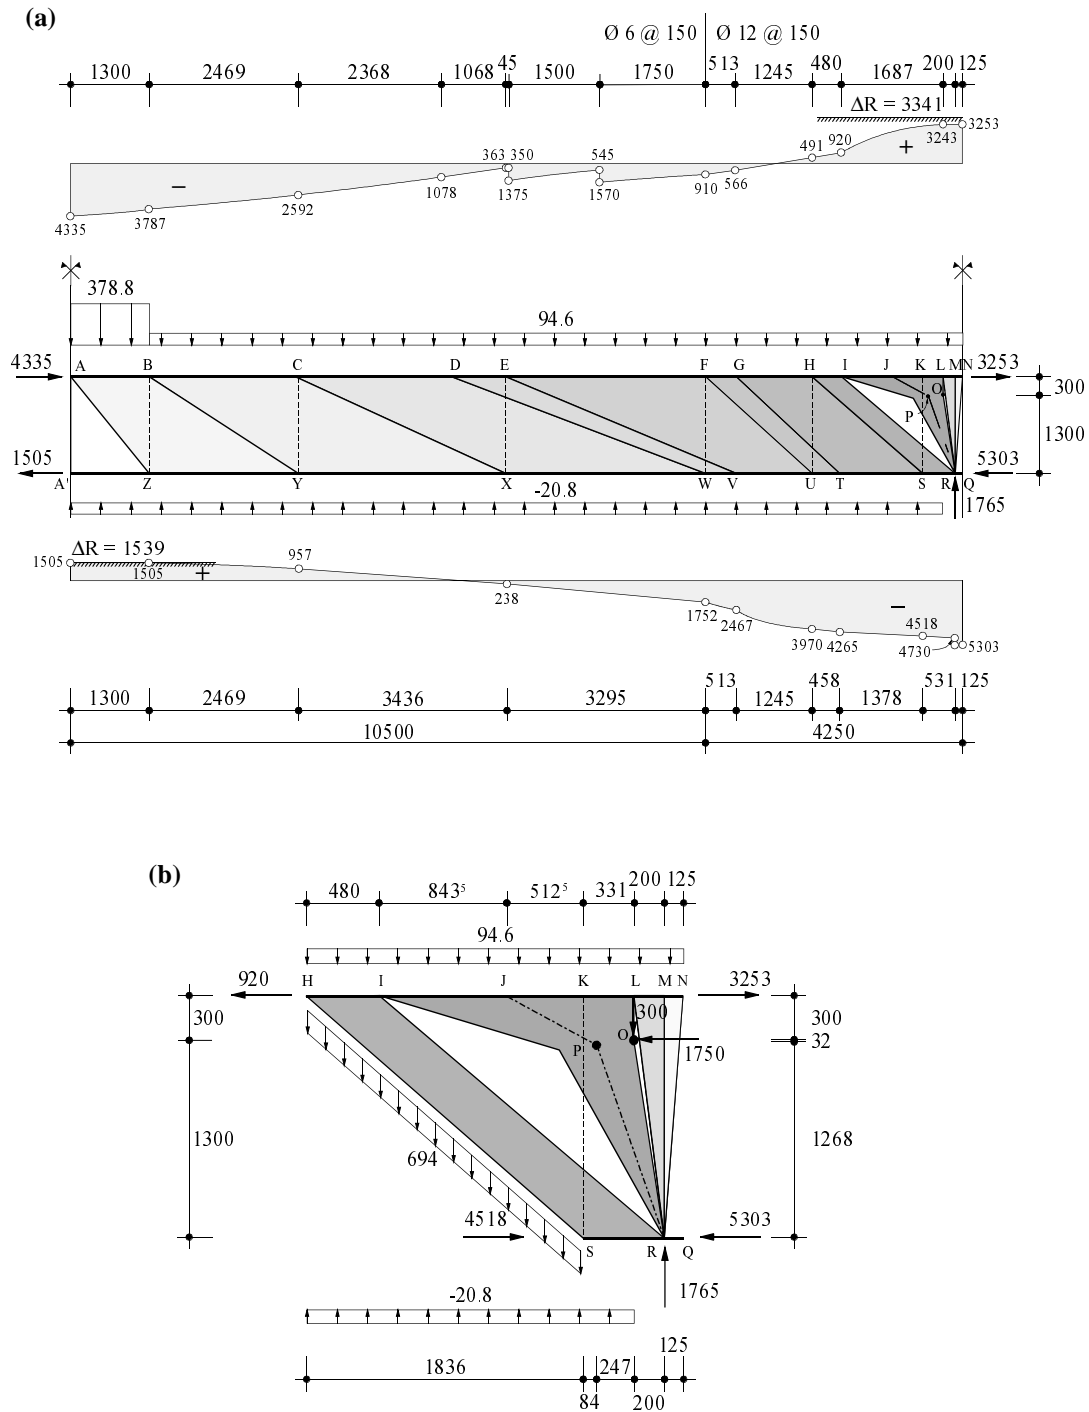 (a)
Ø 6 @ 150 Ø 12 @ 150
1300 2469 2368 1068 45 1500 1750 513 1245 480 1687 200 125
ΔR = 3341
4335 3787 2592 1078 363 350 1375 545 1570 910 566 491 920 3243 3253
−
+
378.8
94.6
4335 A B C D E F G H I J K L M N 3253
O
P
300
1300
1505 5303
A' Z Y X W V U T S R Q
-20.8
1765
ΔR = 1539
1505 1505 + 957 238 1752 2467 3970 4265 4518 4730 5303
−
1300 2469 3436 3295 513 1245 458 1378 531 125
10500 4250
(b)
480 843⁵ 512⁵ 331 200 125
94.6
920 H I J K L M N 3253
300 300 300
O
32
P 1750
1300 1268
694
4518 5303
S R Q
1765
-20.8
125
1836 247
84 200